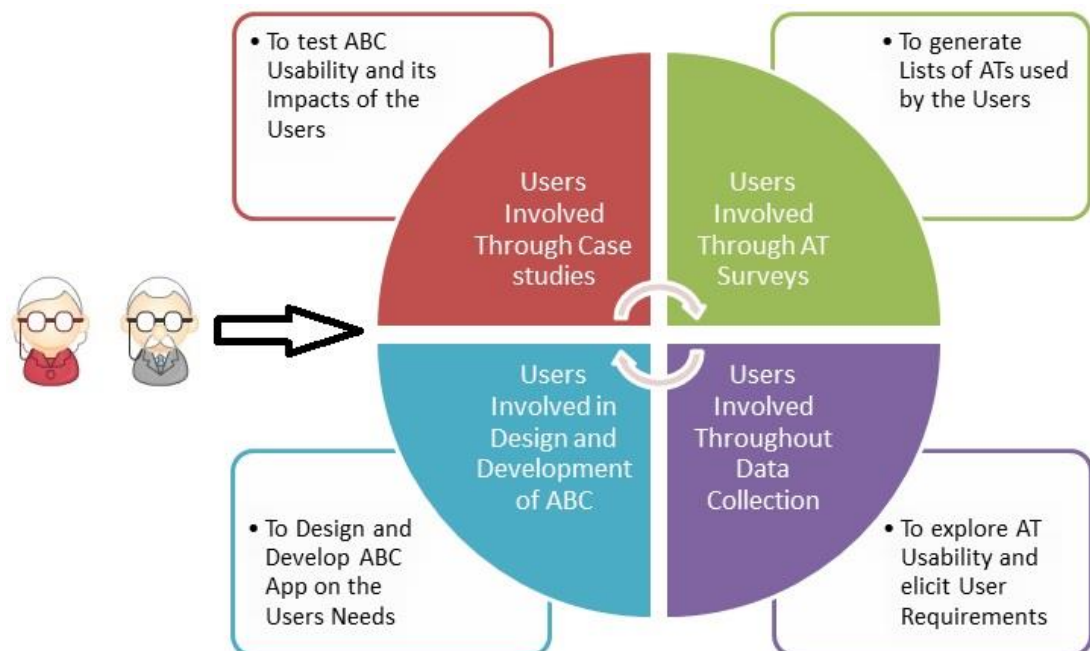 • To test ABC
Usability and its
Impacts of the
Users
• To generate
Lists of ATs used
by the Users
Users
Involved
Through Case
studies
Users
Involved
Through AT
Surveys
Users
Involved in
Design and
Development
of ABC
Users
Involved
Throughout
Data
Collection
• To Design and
Develop ABC
App on the
Users Needs
• To explore AT
Usability and
elicit User
Requirements